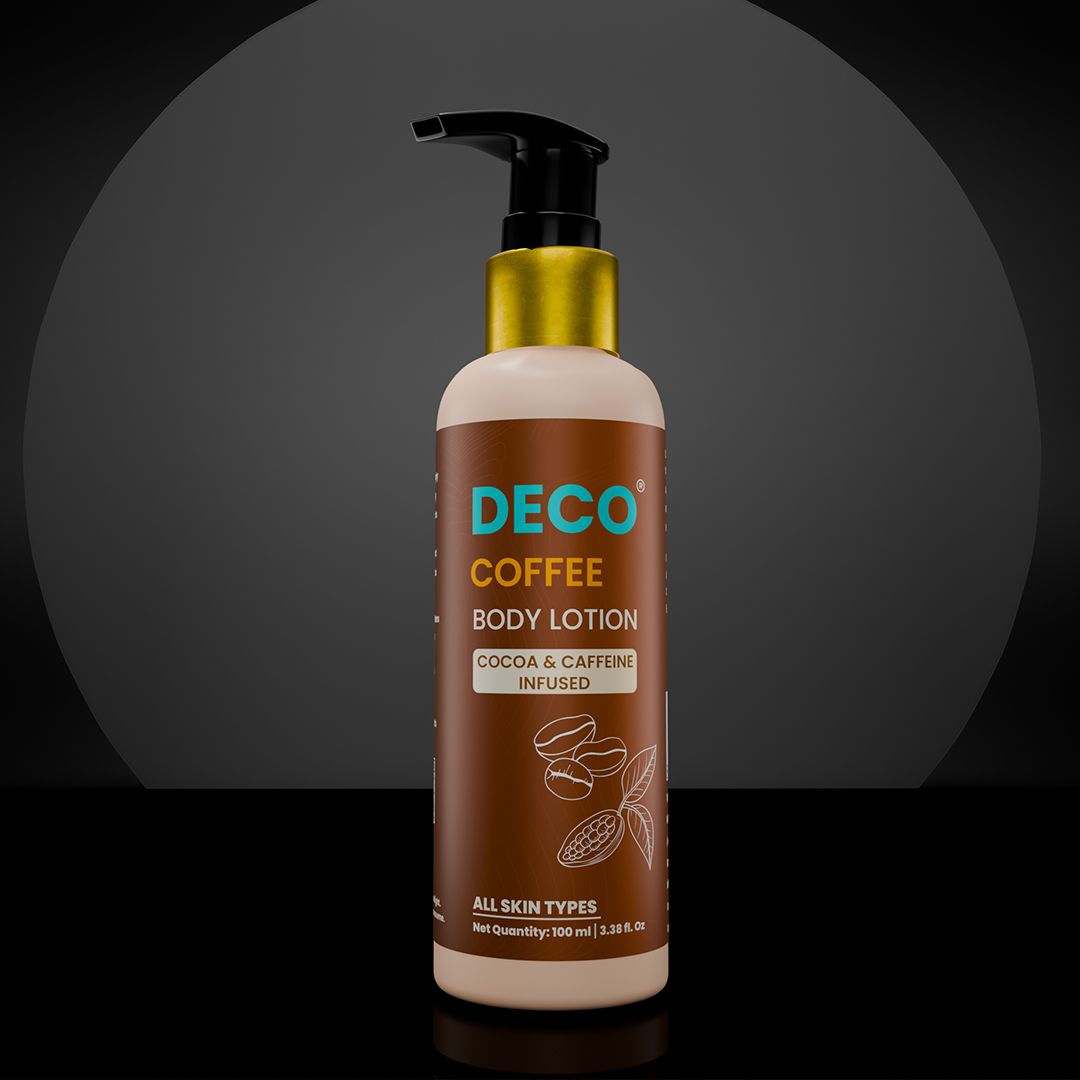 DECO®
COFFEE
BODY LOTION
COCOA & CAFFEINE
INFUSED
ALL SKIN TYPES
Net Quantity: 100 ml | 3.38 fl. Oz